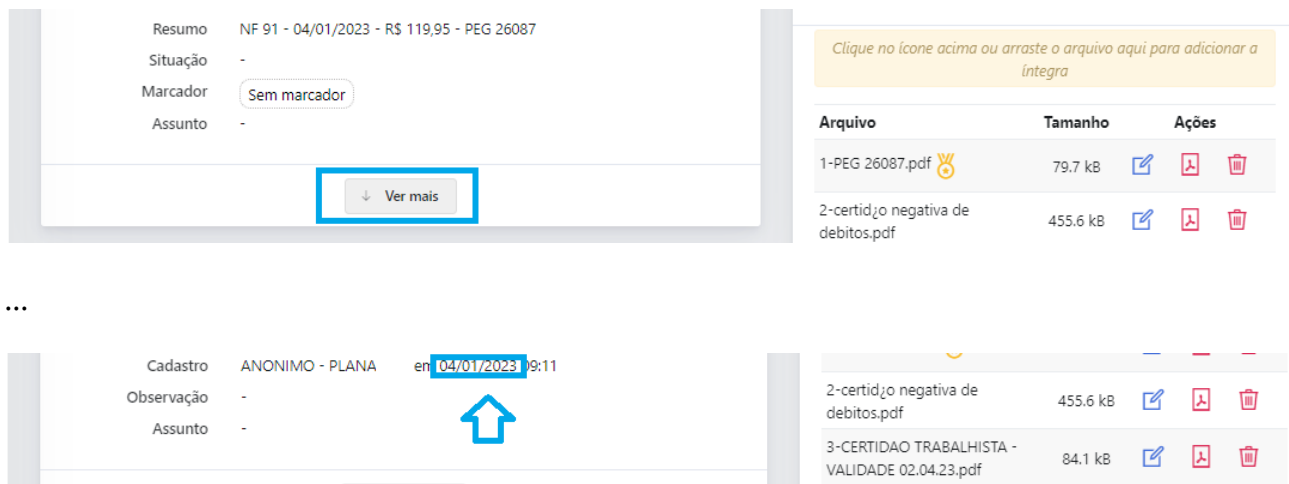 Resumo NF 91 - 04/01/2023 - R$ 119,95 - PEG 26087
Situação -
Marcador Sem marcador
Assunto -
↓ Ver mais
Clique no ícone acima ou arraste o arquivo aqui para adicionar a
íntegra
Arquivo Tamanho Ações
1-PEG 26087.pdf 79.7 kB
2-certid¿o negativa de
debitos.pdf 455.6 kB
...
Cadastro ANONIMO - PLANA em 04/01/2023 09:11
Observação -
Assunto -
2-certid¿o negativa de
debitos.pdf 455.6 kB
3-CERTIDAO TRABALHISTA -
VALIDADE 02.04.23.pdf 84.1 kB